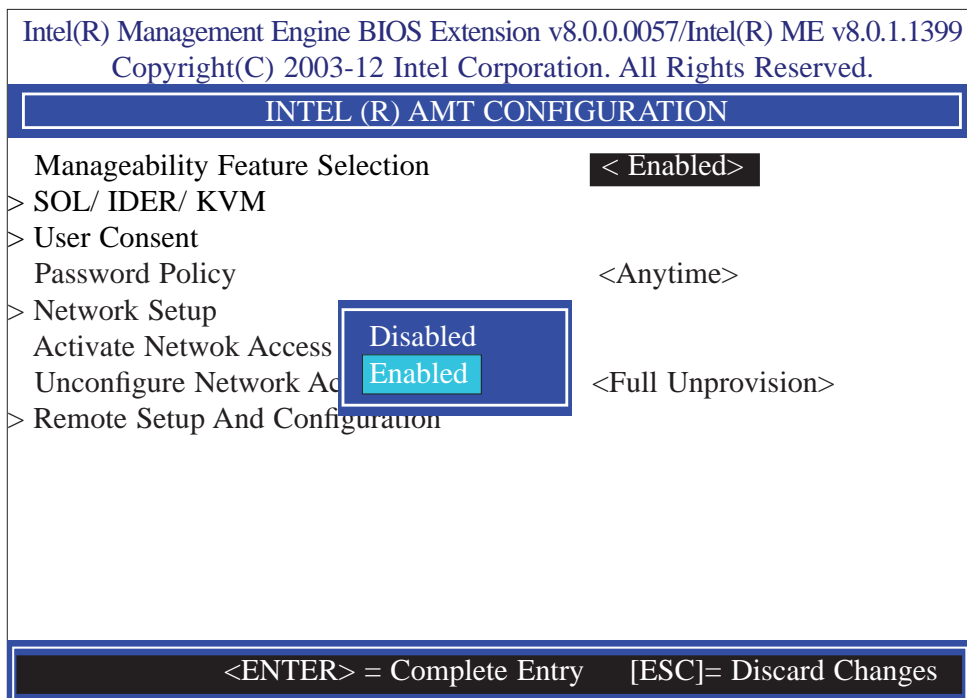 Intel(R) Management Engine BIOS Extension v8.0.0.0057/Intel(R) ME v8.0.1.1399
Copyright(C) 2003-12 Intel Corporation. All Rights Reserved.
INTEL (R) AMT CONFIGURATION
Manageability Feature Selection < Enabled>
> SOL/ IDER/ KVM
> User Consent
Password Policy <Anytime>
> Network Setup
Activate Netwok Access
Unconfigure Network Ac <Full Unprovision>
> Remote Setup And Configuration
Disabled
Enabled
<ENTER> = Complete Entry [ESC]= Discard Changes